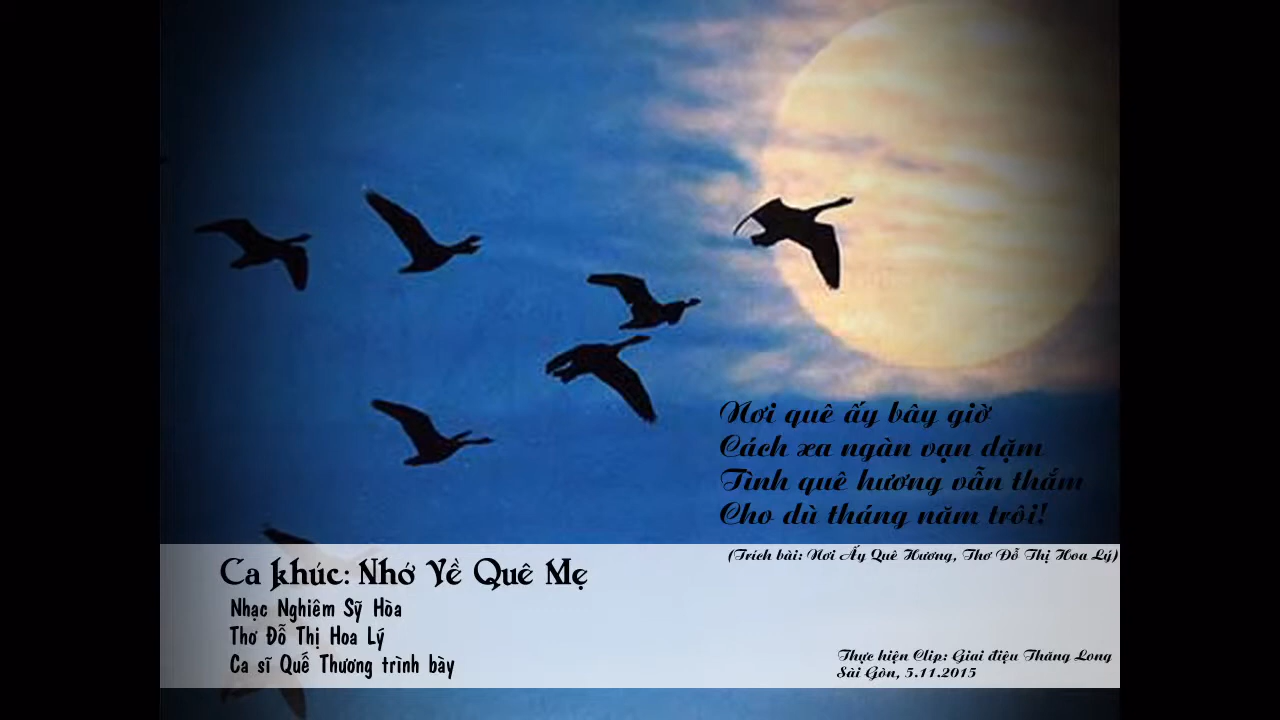 Nơi quê ấy bây giờ
Cách xa ngàn vạn dặm
Tình quê hương vẫn thắm
Cho dù tháng năm trôi!
(Trích bài: Nơi Ấy Quê Hương, Thơ Đỗ Thị Hoa Lý)
Ca khúc: Nhớ Về Quê Mẹ
Nhạc Nghiêm Sỹ Hòa
Thơ Đỗ Thị Hoa Lý
Ca sĩ Quế Thương trình bày
Thực hiện Clip: Giai điệu Thăng Long
Sài Gòn, 5.11.2015